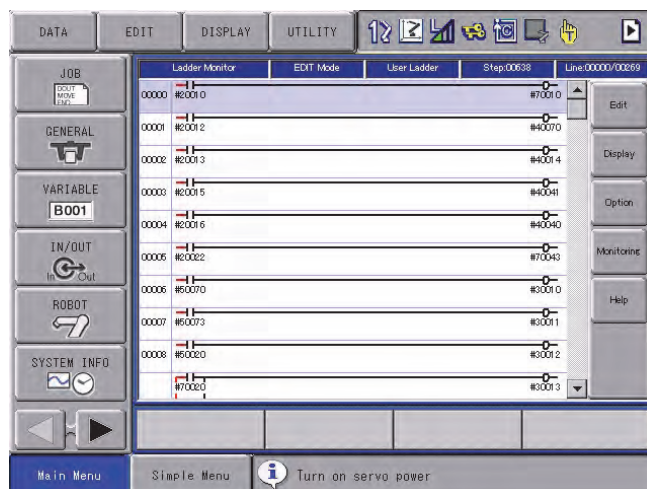 DATA EDIT DISPLAY UTILITY
JOB
DOUT
MOVE
END
GENERAL
VARIABLE
B001
IN/OUT
In Out
ROBOT
SYSTEM INFO
Ladder Monitor EDIT Mode User Ladder Step:00638 Line:00000/00269
00000 #20010 #70010
00001 #20012 #40070
00002 #20013 #40014
00003 #20015 #40041
00004 #20016 #40040
00005 #20022 #70043
00006 #50070 #30010
00007 #50073 #30011
00008 #50020 #30012
#70020 #30013
Edit
Display
Option
Monitoring
Help
Main Menu Simple Menu Turn on servo power